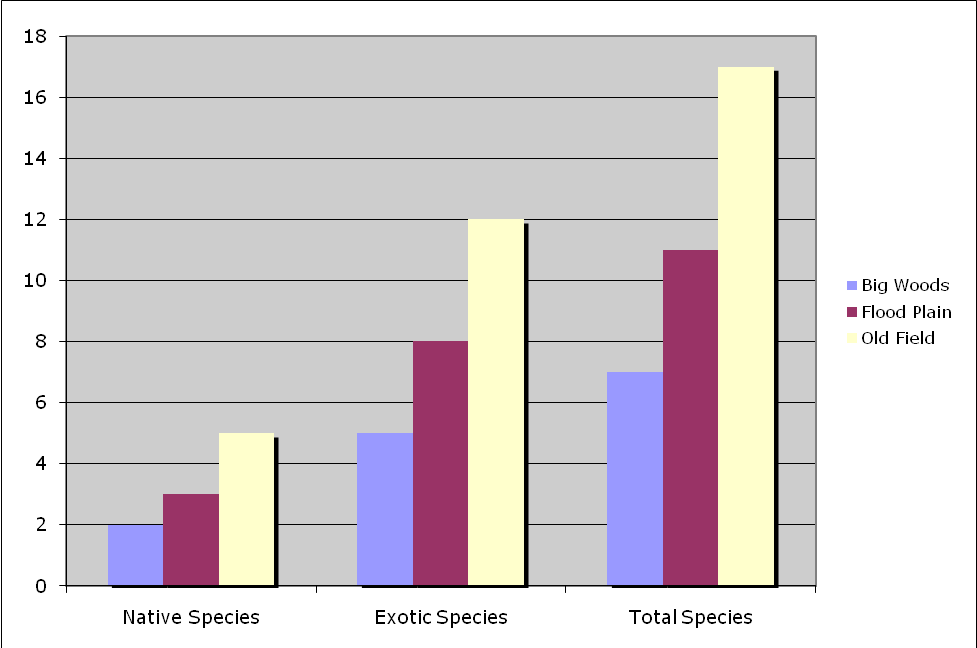 18
16
14
12
10
8
6
4
2
0
Native Species
Exotic Species
Total Species
Big Woods
Flood Plain
Old Field